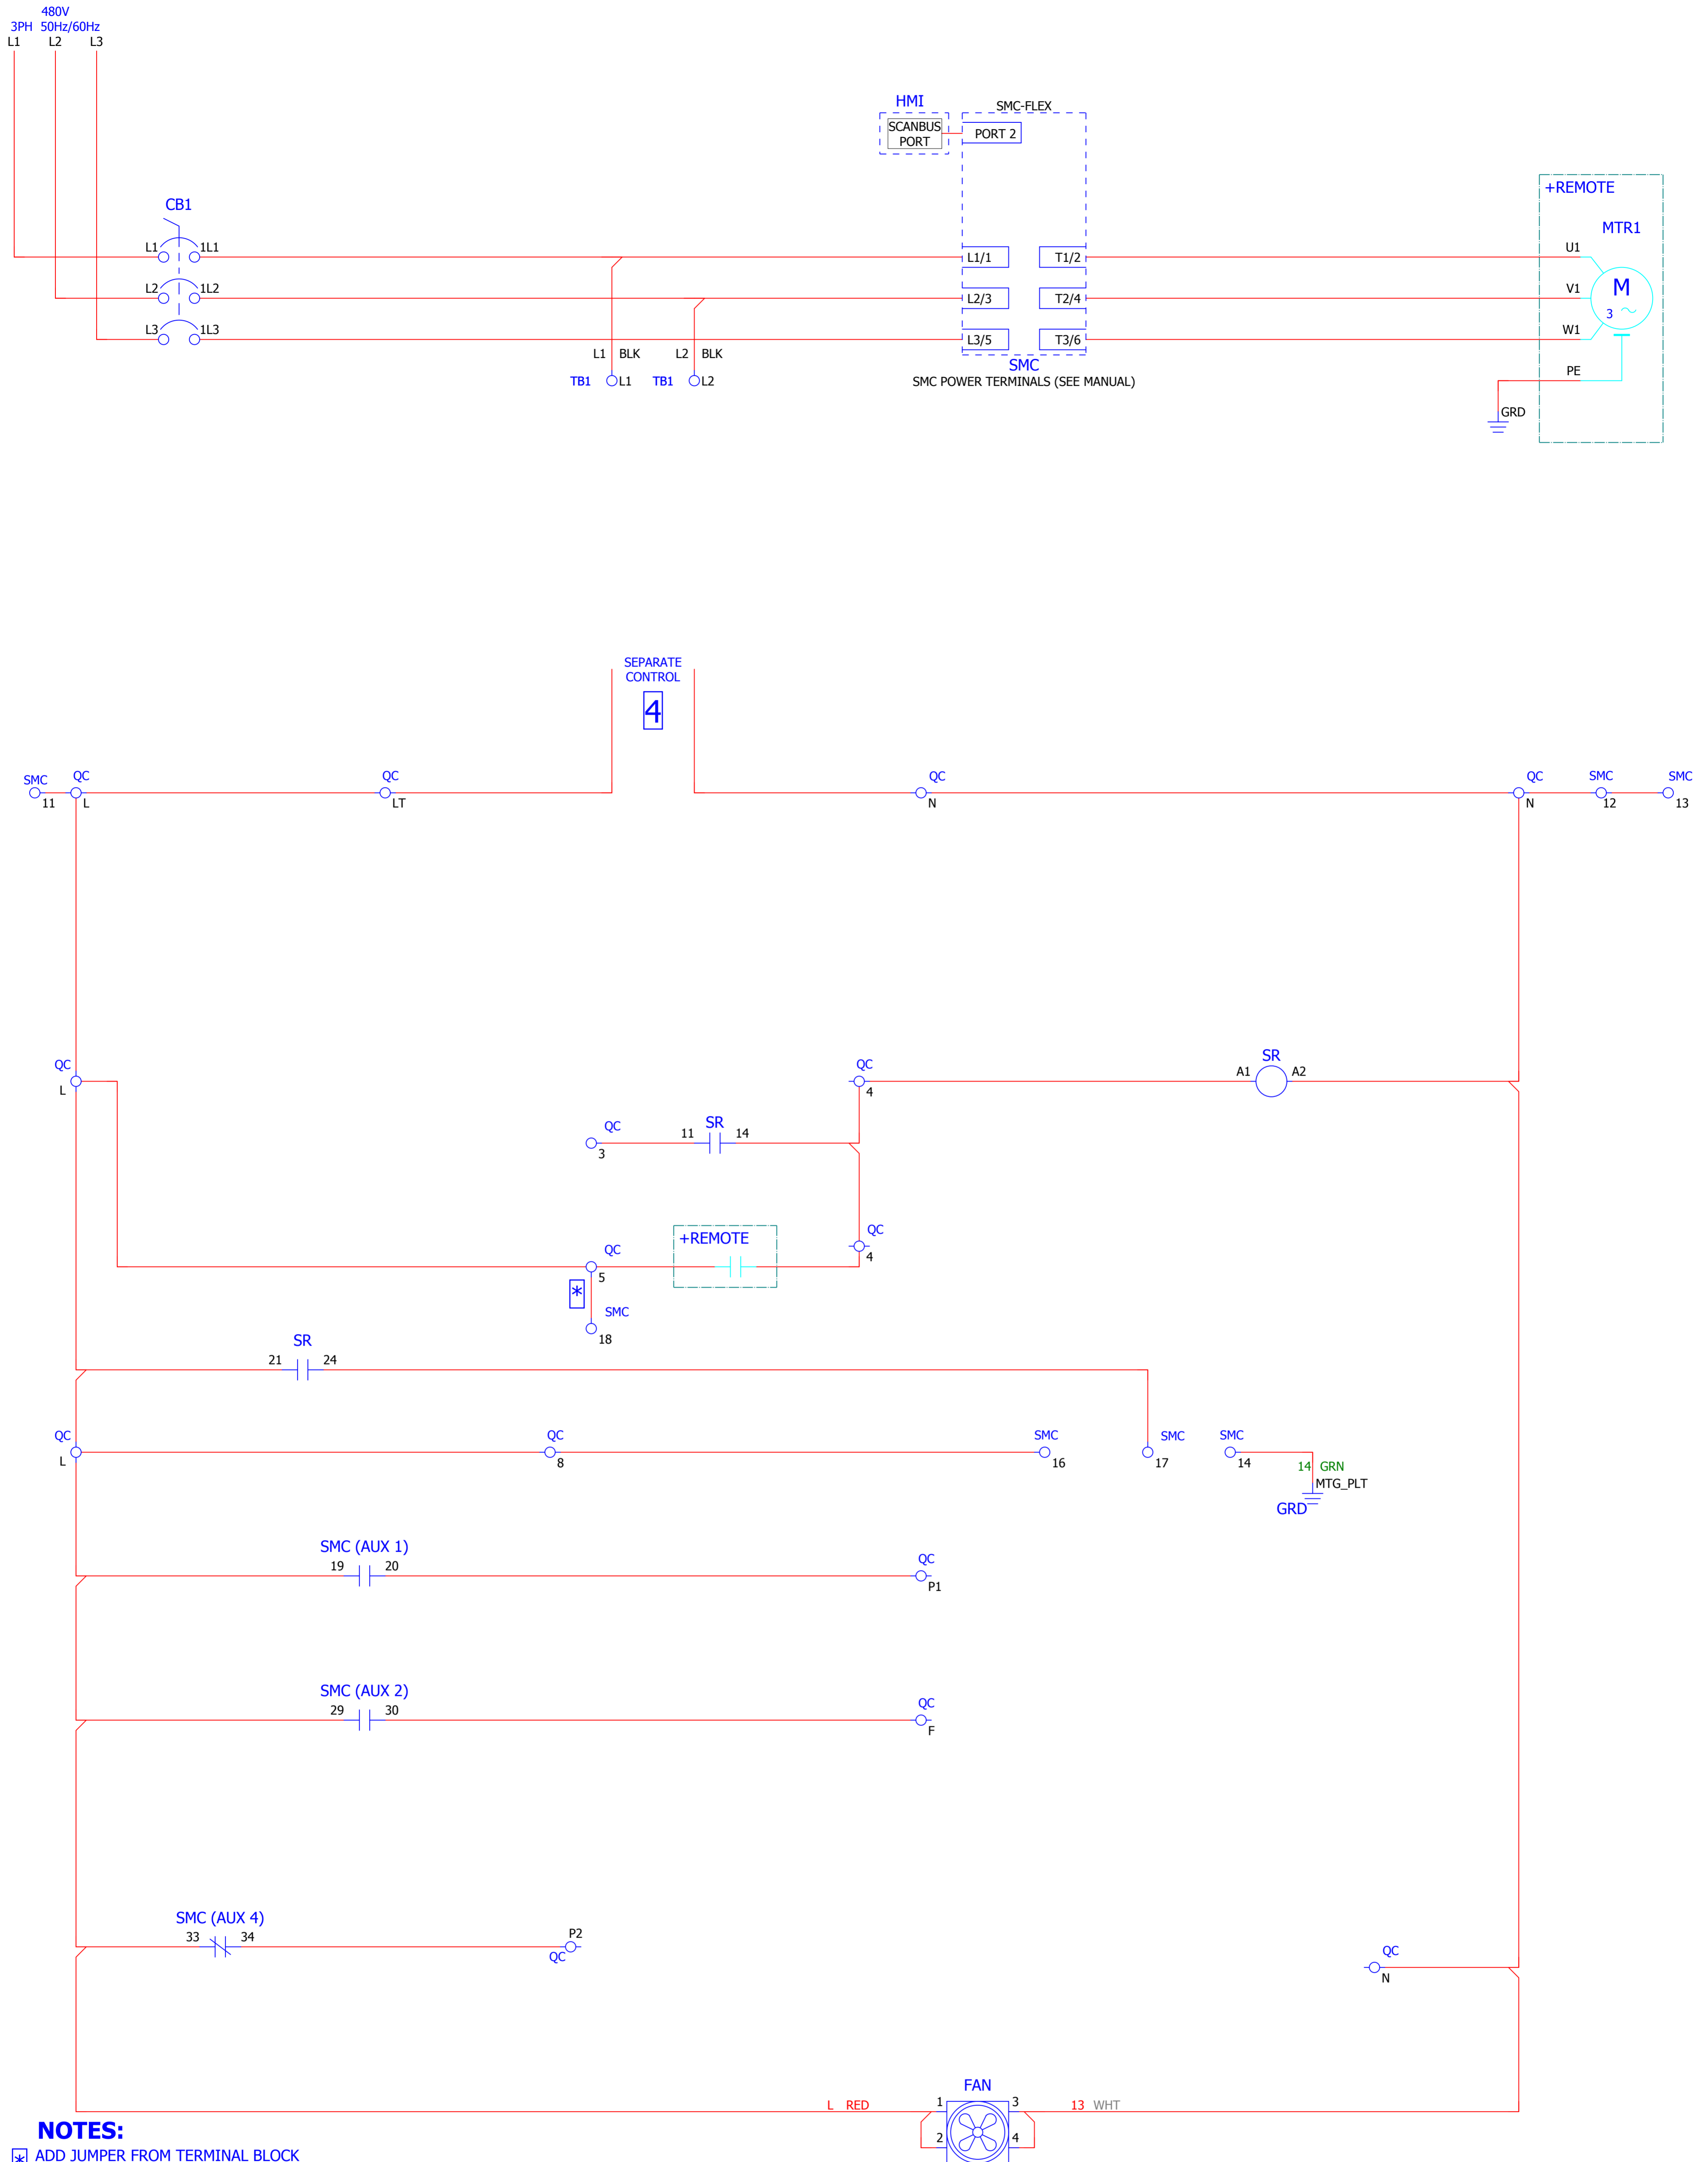 480V
3PH 50Hz/60Hz
L1 L2 L3
HMI
SCANBUS
PORT
SMC-FLEX
PORT 2
+REMOTE
MTR1
CB1
L1 1L1
L1/1 T1/2
U1
L2 1L2
L2/3 T2/4
V1
M
3
L3 1L3
L3/5 T3/6
W1
L1 BLK L2 BLK
SMC
TB1 L1 TB1 L2
SMC POWER TERMINALS (SEE MANUAL)
PE
GRD
SEPARATE
CONTROL
4
SMC QC QC QC QC SMC SMC
11 L LT N N 12 13
QC QC SR
L 4 A1 A2
QC SR
3 11 14
QC
4
QC +REMOTE
5
*
SMC
18
SR
21 24
QC QC SMC SMC SMC
L 8 16 17 14
14 GRN
MTG_PLT
GRD
SMC (AUX 1)
19 20
QC
P1
SMC (AUX 2)
29 30
QC
F
SMC (AUX 4)
33 34
P2
QC
QC
N
FAN
L RED 1 3 13 WHT
2 4
NOTES:
* ADD JUMPER FROM TERMINAL BLOCK